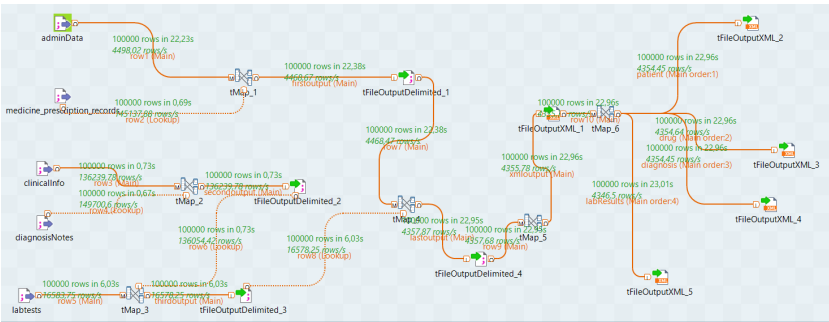 adminData
100000 rows in 22,23s
4498,02 rows/s
row1 (Main)
tMap_1
100000 rows in 22,38s
4468,67 rows/s
firstoutput (Main)
tFileOutputDelimited_1
medicine_prescription_records
100000 rows in 0,69s
145137,88 rows/s
row2 (Lookup)
100000 rows in 22,38s
4468,47 rows/s
row7 (Main)
clinicalInfo
100000 rows in 0,73s
136239,78 rows/s
row3 (Main)
tMap_2
100000 rows in 0,73s
136239,78 rows/s
secondoutput (Main)
tFileOutputDelimited_2
diagnosisNotes
100000 rows in 0,67s
149700,6 rows/s
row4 (Lookup)
100000 rows in 0,73s
136054,42 rows/s
row6 (Lookup)
labtests
100000 rows in 6,03s
16583,75 rows/s
row5 (Main)
tMap_3
100000 rows in 6,03s
16578,25 rows/s
thirdoutput (Main)
tFileOutputDelimited_3
100000 rows in 6,03s
16578,25 rows/s
row8 (Lookup)
100000 rows in 22,95s
4357,87 rows/s
lastoutput (Main)
tFileOutputDelimited_4
4357,68 rows/s
row9 (Main)
tMap_5
100000 rows in 22,96s
4355,78 rows/s
xmloutput (Main)
tFileOutputXML_1
100000 rows in 22,96s
row10 (Main)
tMap_6
100000 rows in 22,96s
4354,45 rows/s
patient (Main order:1)
tFileOutputXML_2
100000 rows in 22,96s
4354,64 rows/s
drug (Main order:2)
tFileOutputXML_3
100000 rows in 22,96s
4354,45 rows/s
diagnosis (Main order:3)
tFileOutputXML_4
100000 rows in 23,01s
4346,5 rows/s
labResults (Main order:4)
tFileOutputXML_5